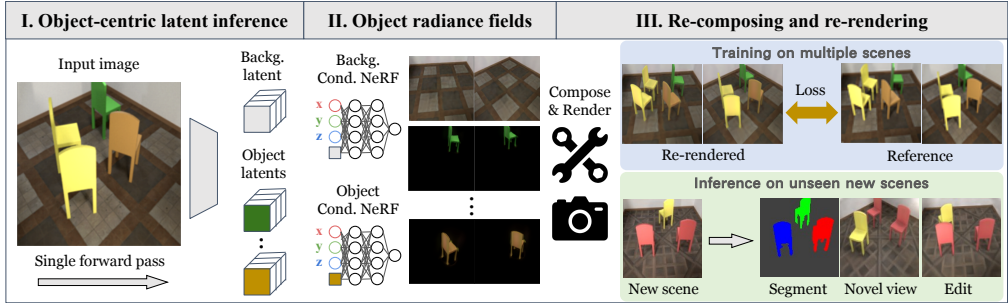 I. Object-centric latent inference
II. Object radiance fields
III. Re-composing and re-rendering
Input image
Single forward pass
Backg.
latent
Object
latents
Backg.
Cond. NeRF
x
y
z
Object
Cond. NeRF
x
y
z
Compose
& Render
Training on multiple scenes
Loss
Re-rendered
Reference
Inference on unseen new scenes
New scene
Segment
Novel view
Edit